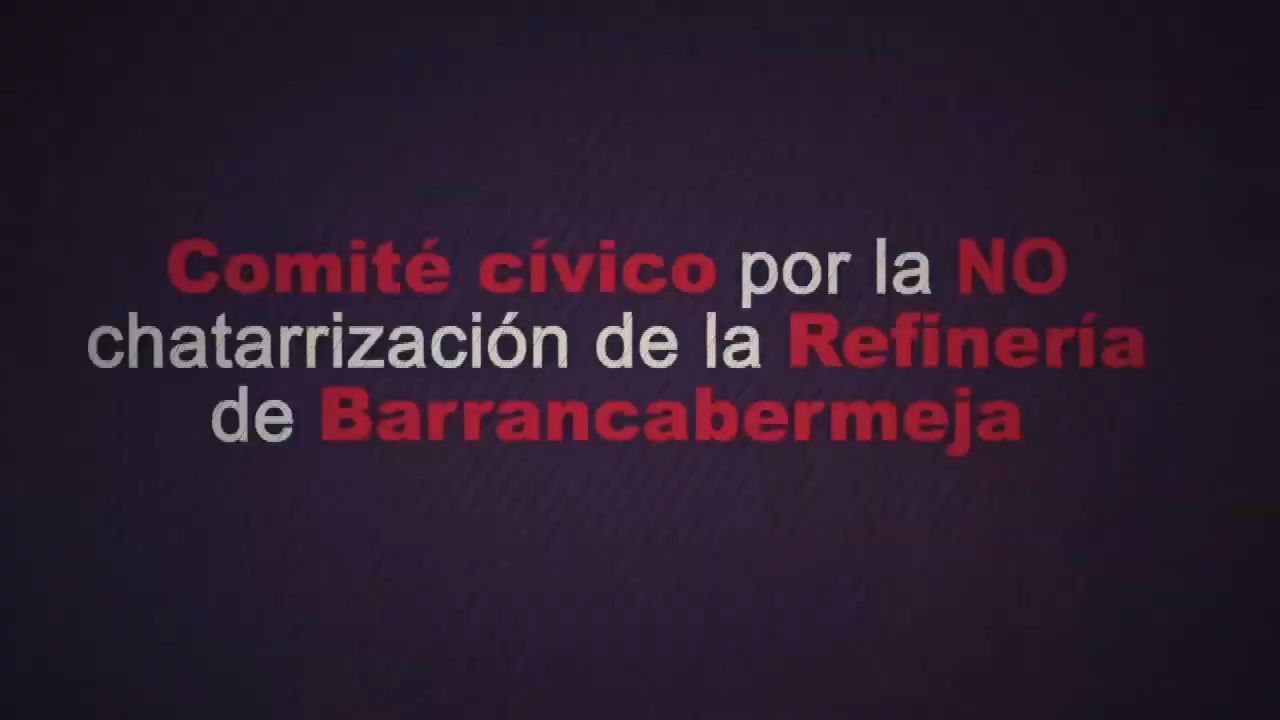 Comité cívico por la NO
chatarrización de la Refinería
de Barrancabermeja